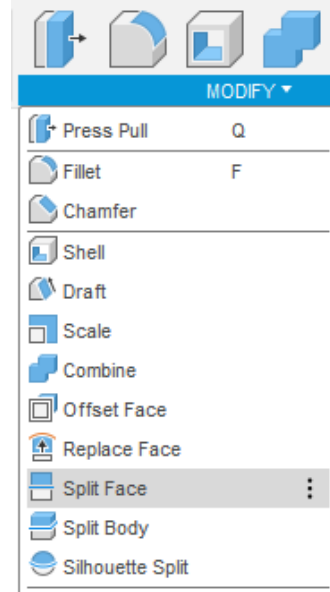 MODIFY ▼
Press Pull Q
Fillet F
Chamfer
Shell
Draft
Scale
Combine
Offset Face
Replace Face
Split Face
Split Body
Silhouette Split